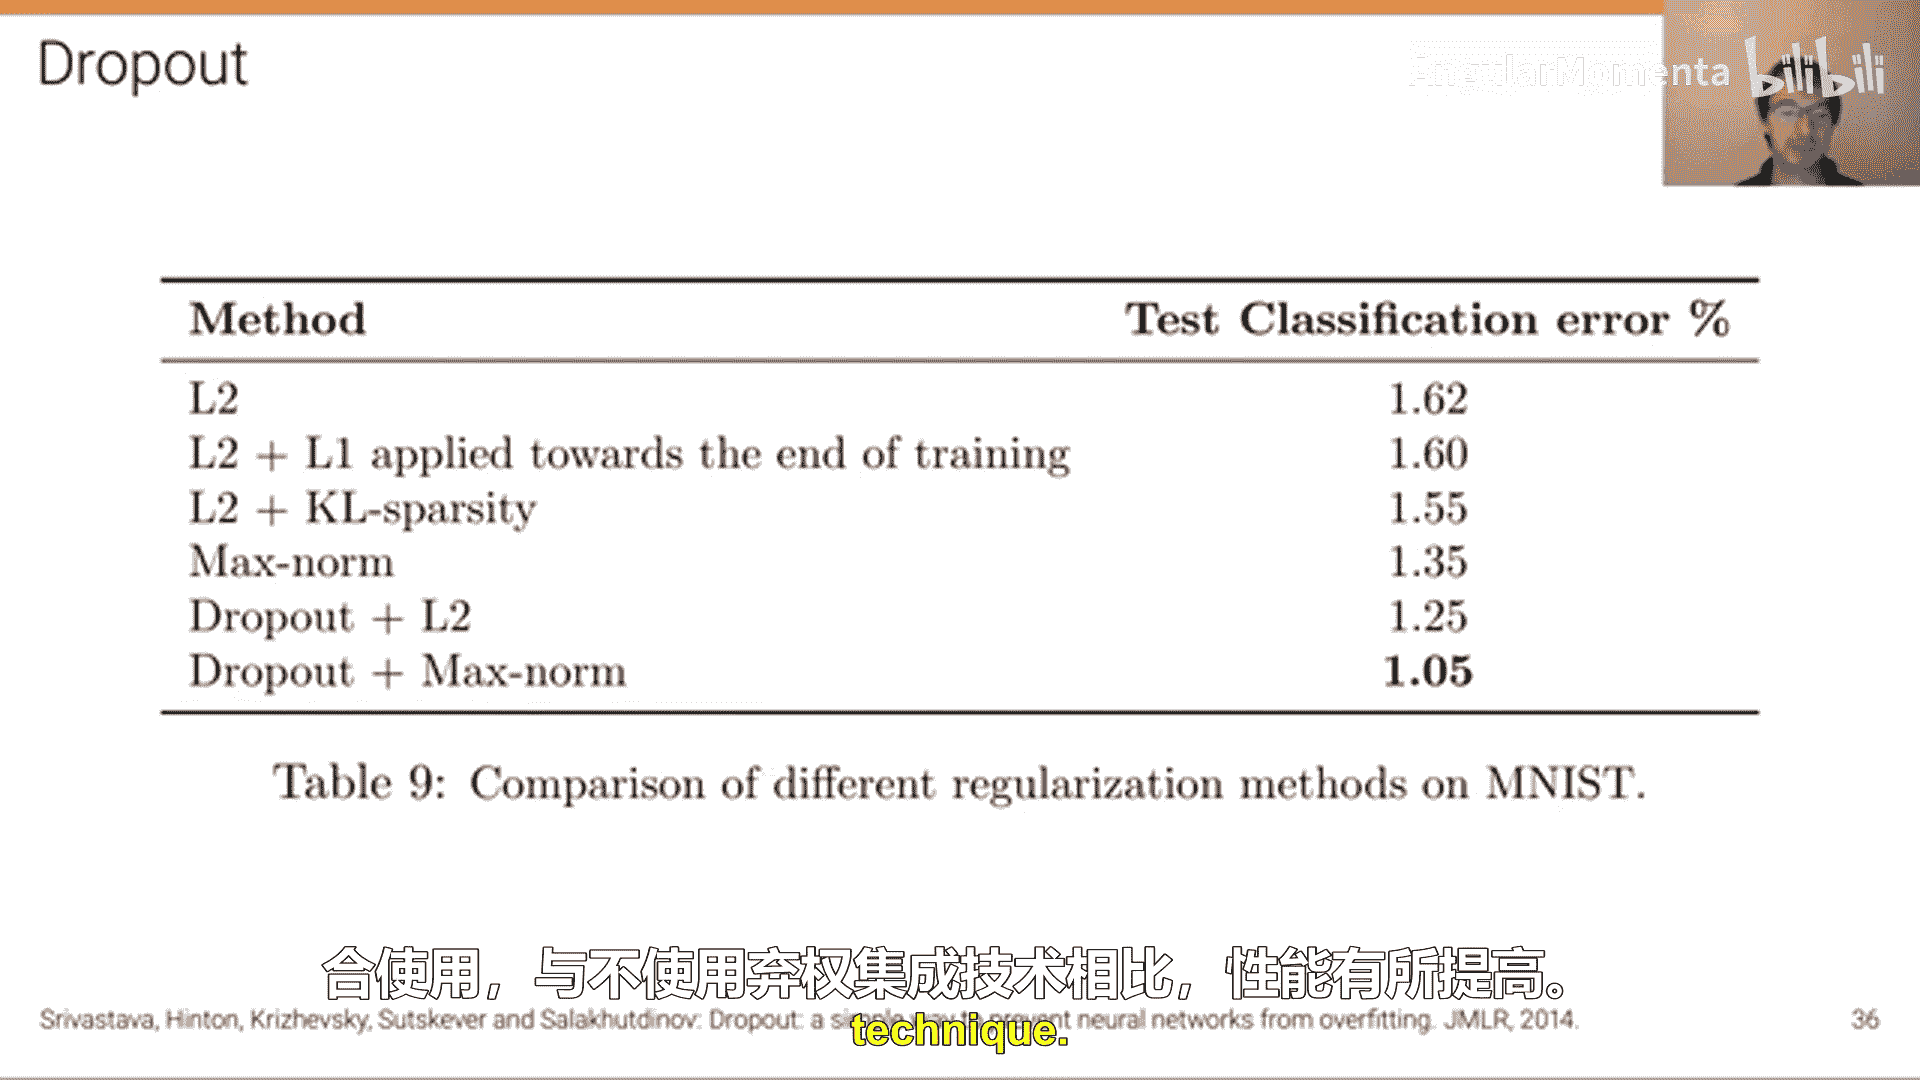 Dropout
AngularMomenta bilibili
Method Test Classification error %
L2 1.62
L2 + L1 applied towards the end of training 1.60
L2 + KL-sparsity 1.55
Max-norm 1.35
Dropout + L2 1.25
Dropout + Max-norm 1.05
Table 9: Comparison of different regularization methods on MNIST.
合使用，与不使用弃权集成技术相比，性能有所提高。
Srivastava, Hinton, Krizhevsky, Sutskever and Salakhutdinov: Dropout: a simple way to prevent neural networks from overfitting. JMLR, 2014. 36
technique.